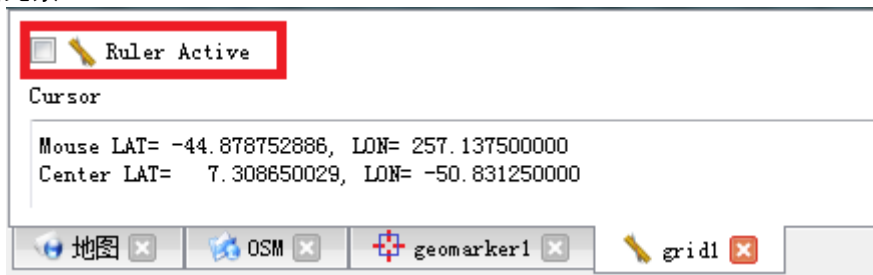 Ruler Active
Cursor
Mouse LAT= -44.878752886, LON= 257.137500000
Center LAT=   7.308650029, LON= -50.831250000
地图 OSM geomarker1 grid1